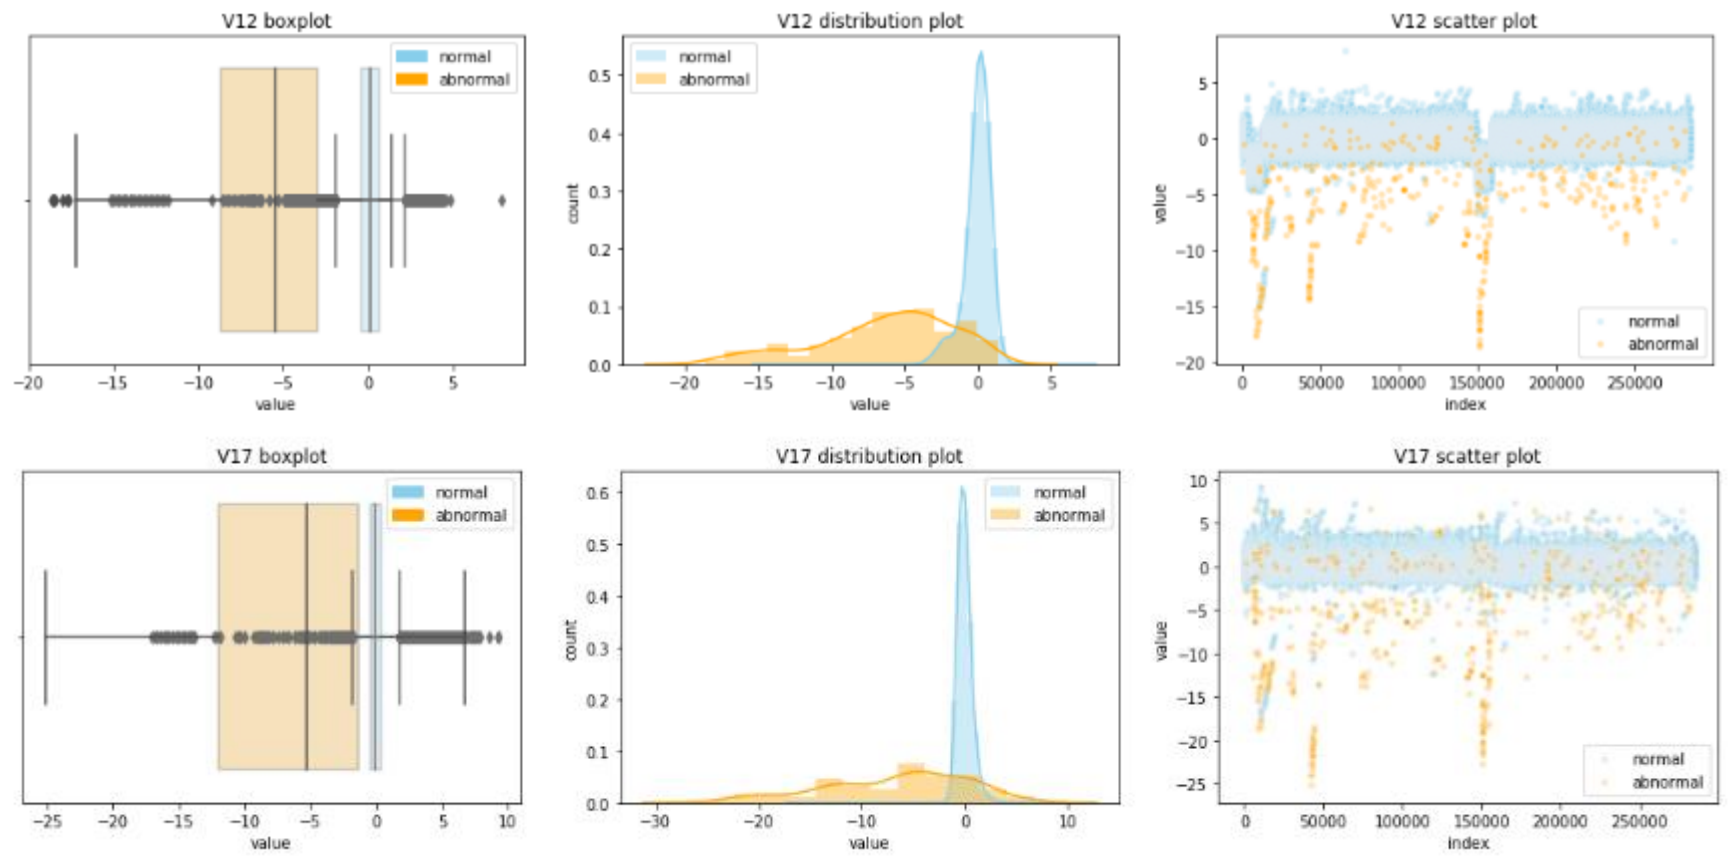 V12 boxplot
normal
abnormal
−20 −15 −10 −5 0 5
value
V12 distribution plot
normal
abnormal
count
0.5
0.4
0.3
0.2
0.1
0.0
−20 −15 −10 −5 0 5
value
V12 scatter plot
value
5
0
−5
−10
−15
−20
normal
abnormal
0 50000 100000 150000 200000 250000
index
V17 boxplot
normal
abnormal
−25 −20 −15 −10 −5 0 5 10
value
V17 distribution plot
normal
abnormal
count
0.6
0.5
0.4
0.3
0.2
0.1
0.0
−30 −20 −10 0 10
value
V17 scatter plot
value
10
5
0
−5
−10
−15
−20
−25
normal
abnormal
0 50000 100000 150000 200000 250000
index